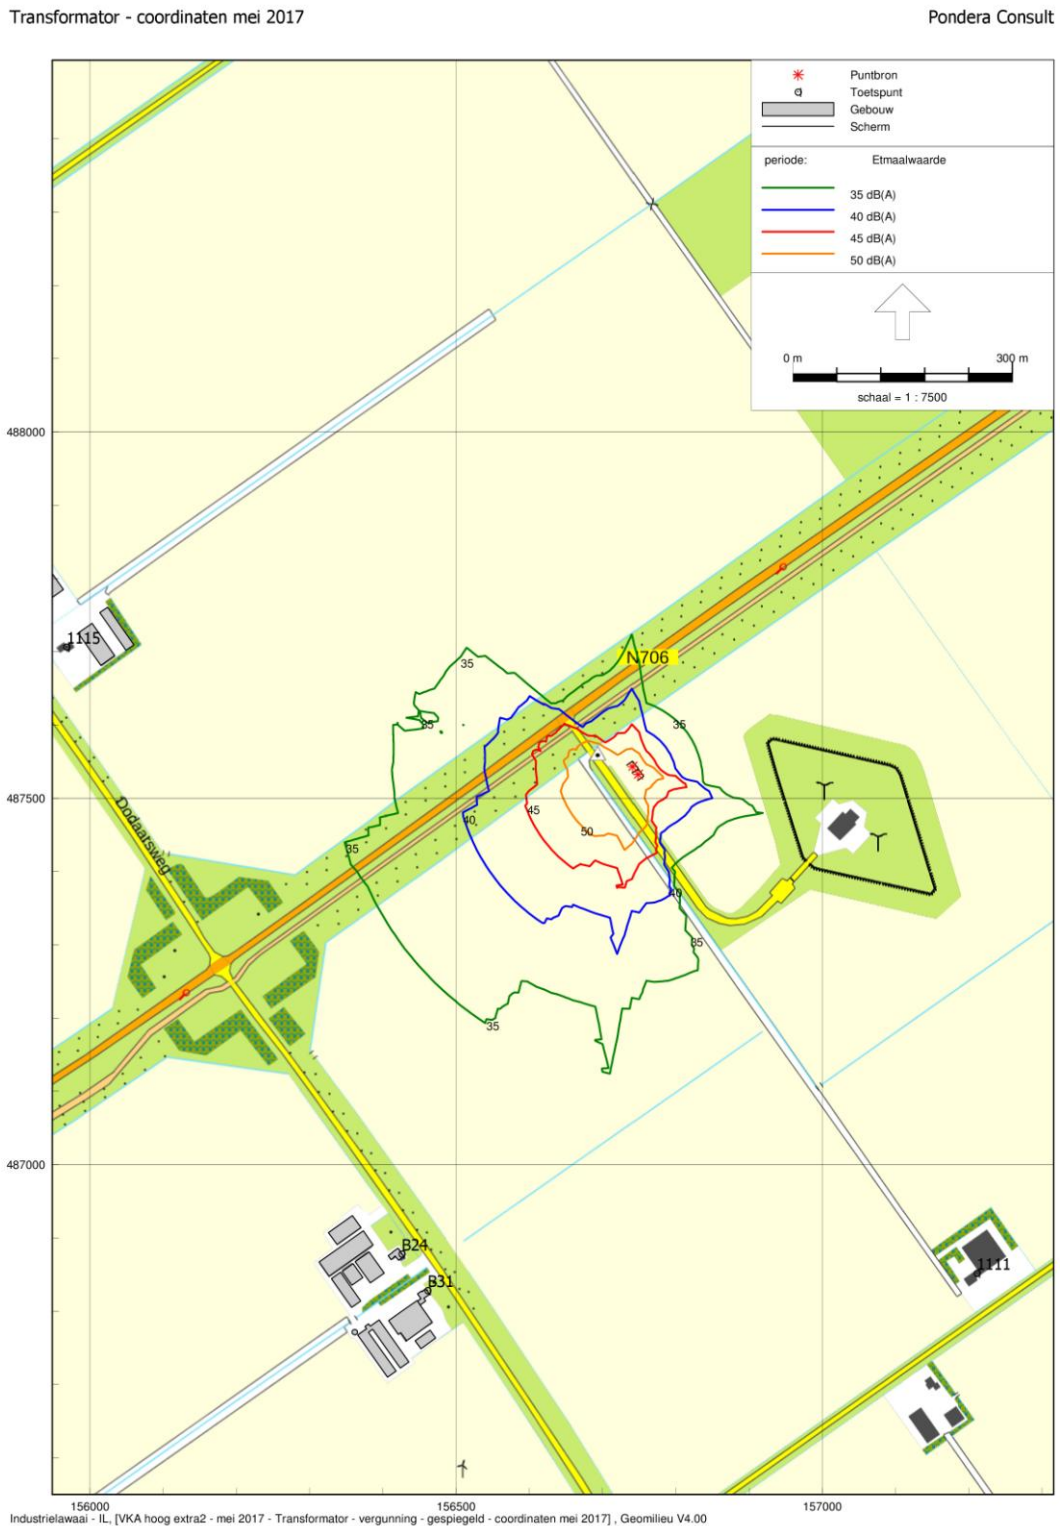 Transformator - coordinaten mei 2017
Pondera Consult
Puntbron
Toetspunt
Gebouw
Scherm
periode: Etmaalwaarde
35 dB(A)
40 dB(A)
45 dB(A)
50 dB(A)
0 m 300 m
schaal = 1 : 7500
488000
1115
N706
35
35
35
487500
Dodaarsweg
40
45
50
35
40
35
35
487000
B24
B31
1111
156000 156500 157000
Industrielawaai - IL, [VKA hoog extra2 - mei 2017 - Transformator - vergunning - gespiegeld - coordinaten mei 2017] , Geomilieu V4.00